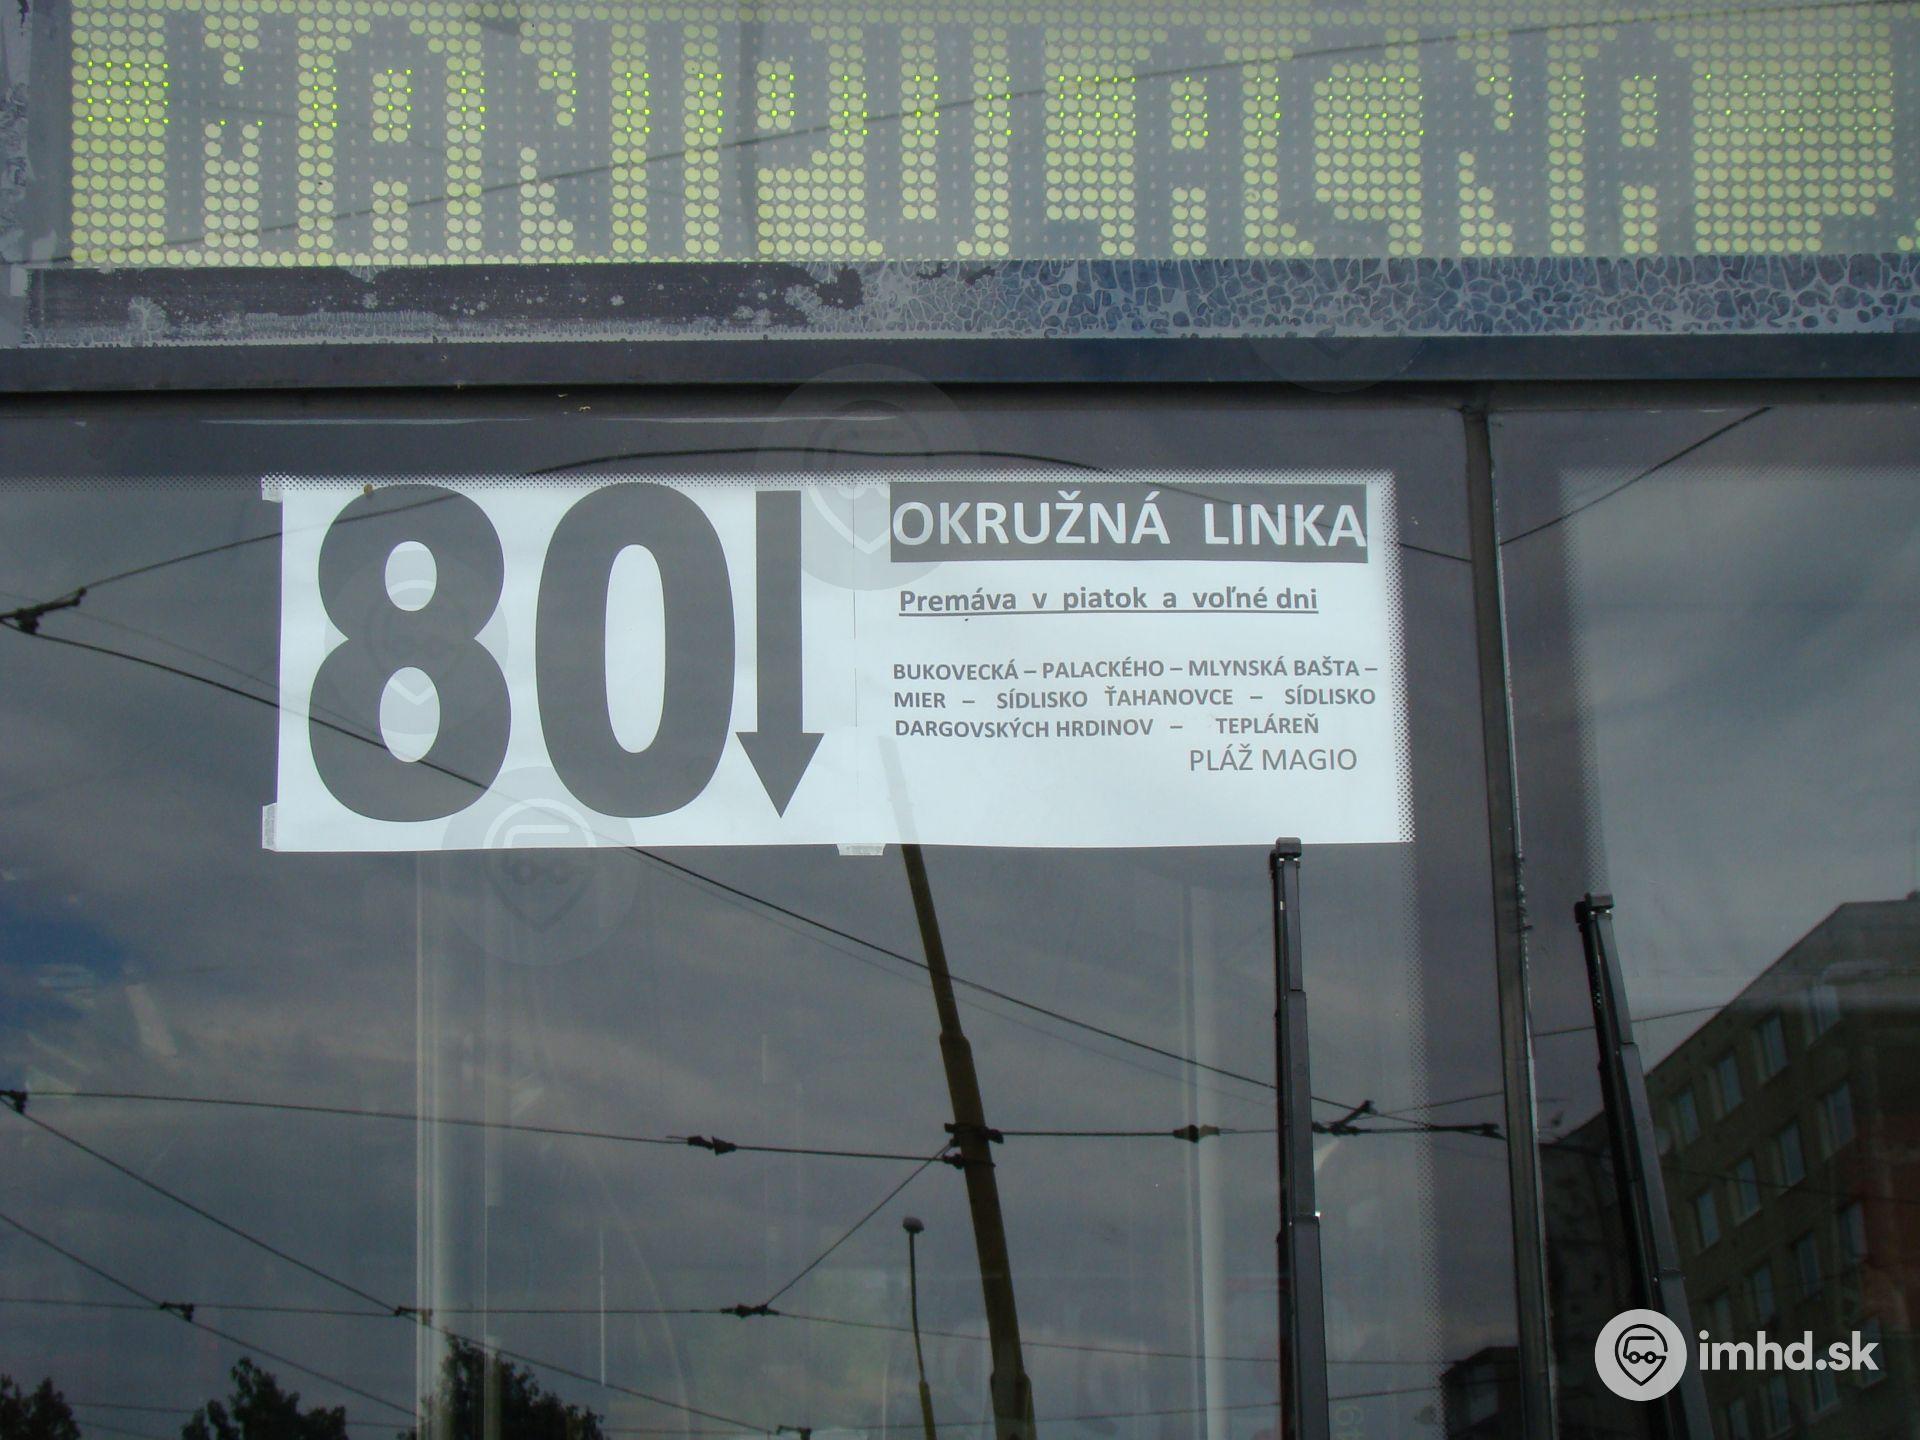 MANIPULAČNÁ
80
OKRUŽNÁ LINKA
Premáva v piatok a voľné dni
BUKOVECKÁ – PALACKÉHO – MLYNSKÁ BAŠTA –
MIER – SÍDLISKO ŤAHANOVCE – SÍDLISKO
DARGOVSKÝCH HRDINOV – TEPLÁREŇ
PLÁŽ MAGIO
imhd.sk